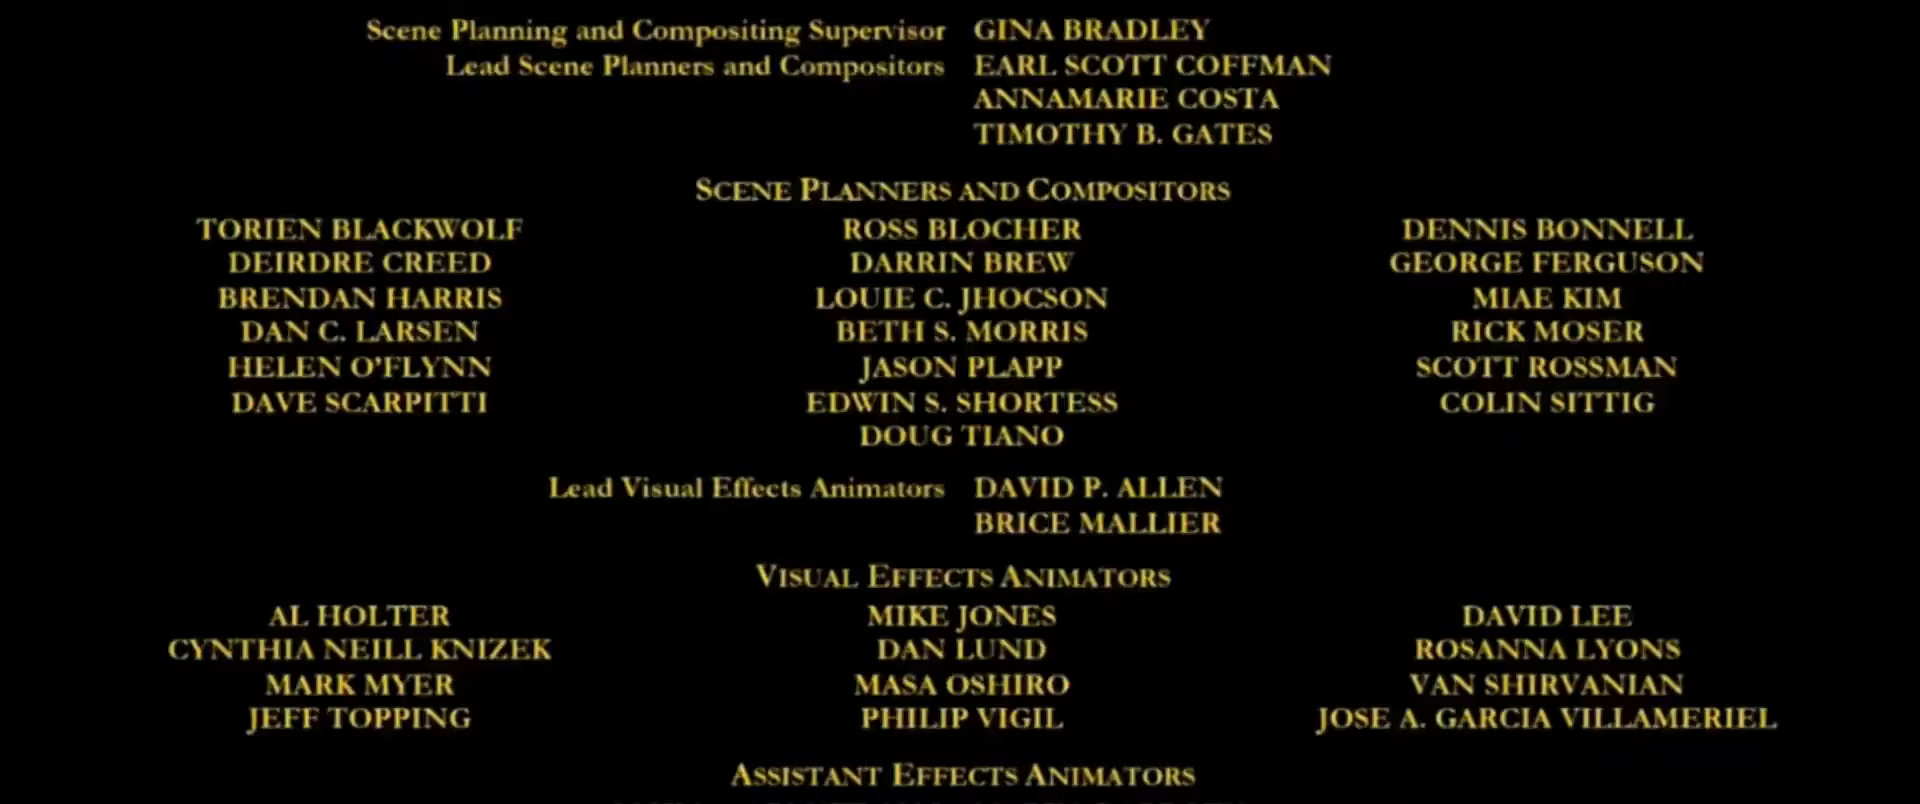 Scene Planning and Compositing Supervisor GINA BRADLEY
Lead Scene Planners and Compositors EARL SCOTT COFFMAN
ANNAMARIE COSTA
TIMOTHY B. GATES
SCENE PLANNERS AND COMPOSITORS
TORIEN BLACKWOLF ROSS BLOCHER DENNIS BONNELL
DEIRDRE CREED DARRIN BREW GEORGE FERGUSON
BRENDAN HARRIS LOUIE C. JHOCSON MIAE KIM
DAN C. LARSEN BETH S. MORRIS RICK MOSER
HELEN O'FLYNN JASON PLAPP SCOTT ROSSMAN
DAVE SCARPITTI EDWIN S. SHORTESS COLIN SITTIG
DOUG TIANO
Lead Visual Effects Animators DAVID P. ALLEN
BRICE MALLIER
VISUAL EFFECTS ANIMATORS
AL HOLTER MIKE JONES DAVID LEE
CYNTHIA NEILL KNIZEK DAN LUND ROSANNA LYONS
MARK MYER MASA OSHIRO VAN SHIRVANIAN
JEFF TOPPING PHILIP VIGIL JOSE A. GARCIA VILLAMERIEL
ASSISTANT EFFECTS ANIMATORS